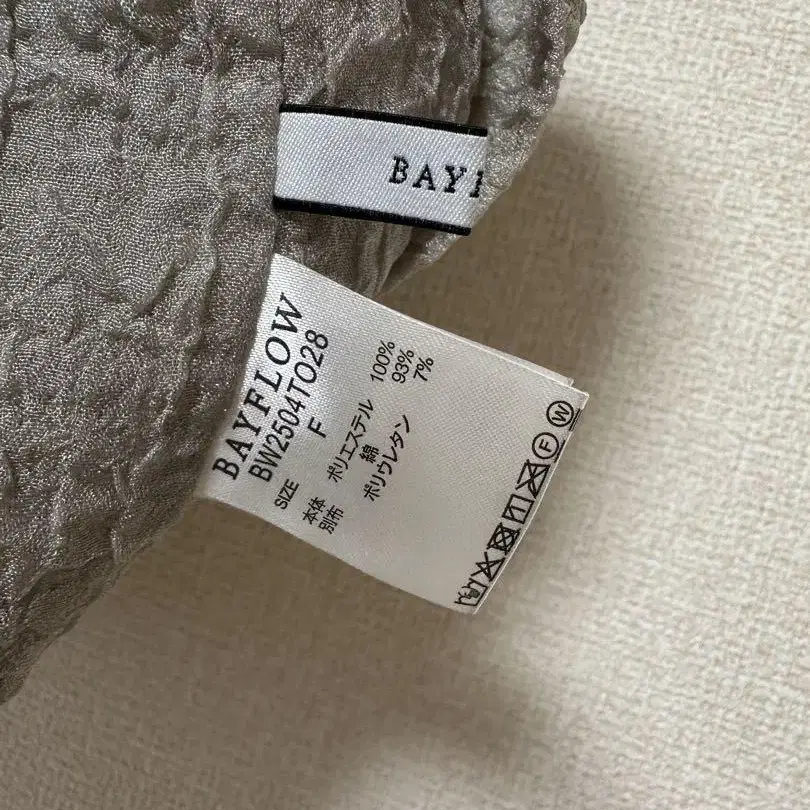 BAYF
BAYFLOW
BW2504TO28
SIZE F
本体 ポリエステル 100%
別布 綿 93%
ポリウレタン 7%
F
W